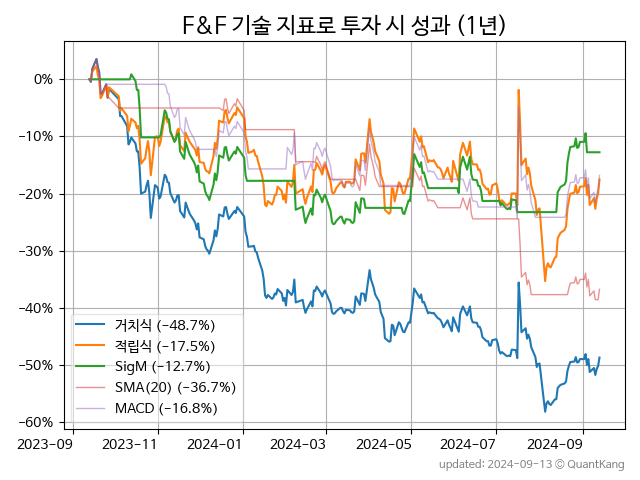 F&F 기술 지표로 투자 시 성과 (1년)
0%
−10%
−20%
−30%
−40%
−50%
−60%
거치식 (−48.7%)
적립식 (−17.5%)
SigM (−12.7%)
SMA(20) (−36.7%)
MACD (−16.8%)
2023-09 2023-11 2024-01 2024-03 2024-05 2024-07 2024-09
updated: 2024-09-13 © QuantKang